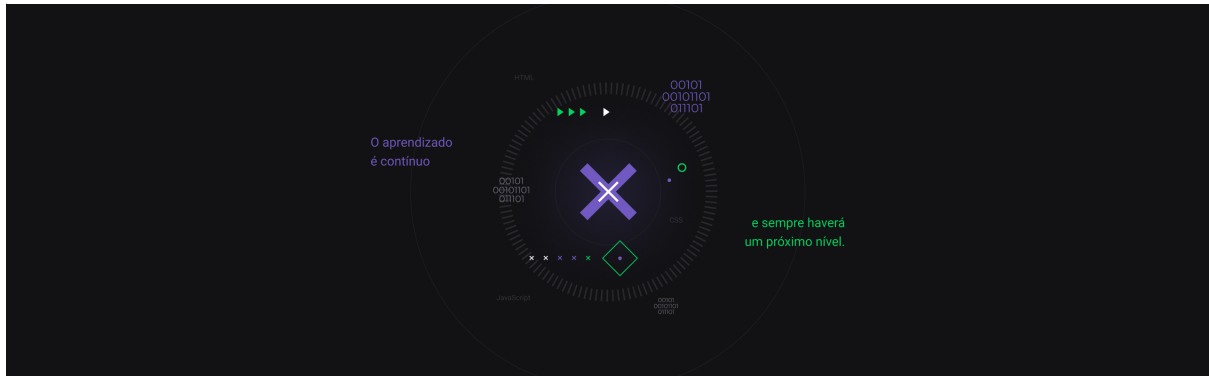 HTML
00101
00101101
011101
O aprendizado
é contínuo
00101
00101101
011101
CSS
e sempre haverá
um próximo nível.
JavaScript
00101
00101101
011101